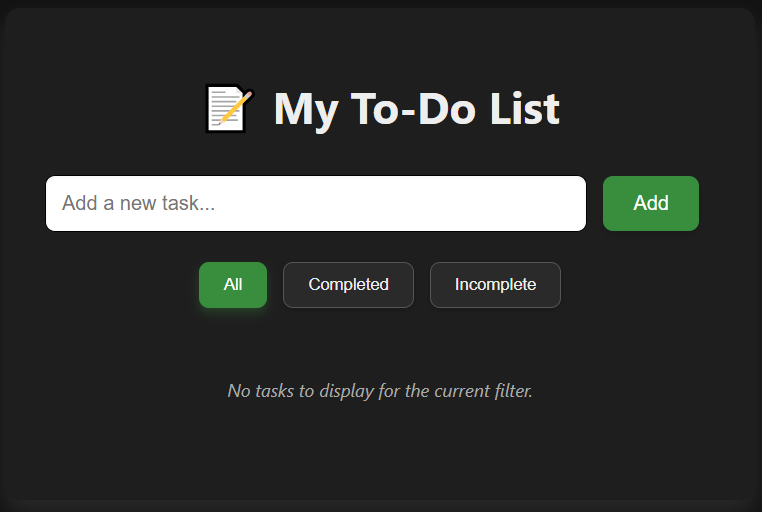 📝 My To-Do List
Add a new task...
Add
All
Completed
Incomplete
No tasks to display for the current filter.